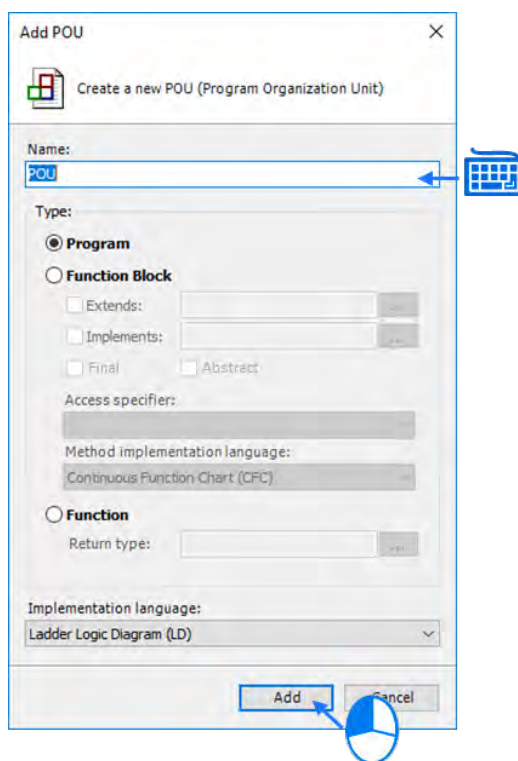 Add POU
Create a new POU (Program Organization Unit)
Name:
POU
Type:
Program
Function Block
Extends:
...
Implements:
...
Final Abstract
Access specifier:
Method implementation language:
Continuous Function Chart (CFC)
Function
Return type:
...
Implementation language:
Ladder Logic Diagram (LD)
Add Cancel